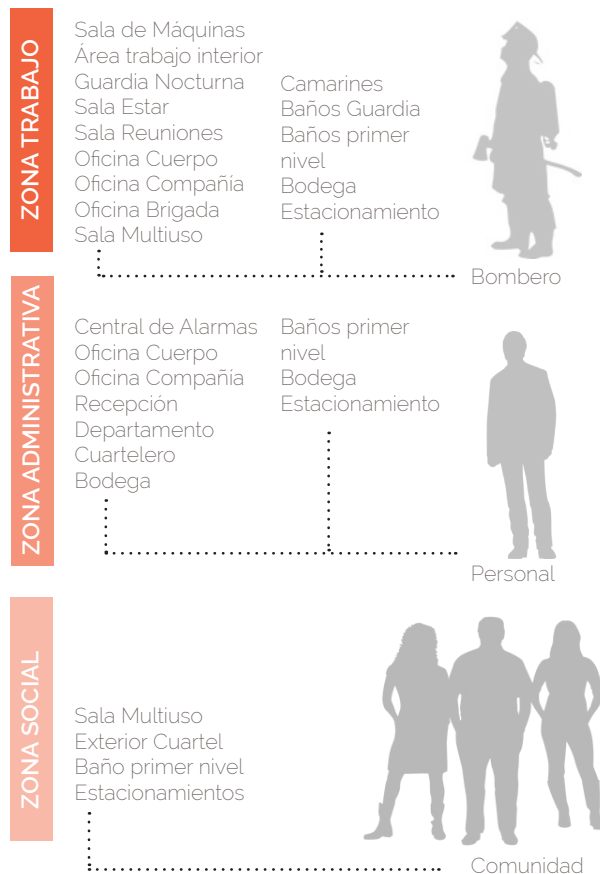 ZONA TRABAJO
Sala de Máquinas
Área trabajo interior
Guardia Nocturna
Sala Estar
Sala Reuniones
Oficina Cuerpo
Oficina Compañía
Oficina Brigada
Sala Multiuso
Camarines
Baños Guardia
Baños primer
nivel
Bodega
Estacionamiento
Bombero
ZONA ADMINISTRATIVA
Central de Alarmas
Oficina Cuerpo
Oficina Compañía
Recepción
Departamento
Cuartelero
Bodega
Baños primer
nivel
Bodega
Estacionamiento
Personal
ZONA SOCIAL
Sala Multiuso
Exterior Cuartel
Baño primer nivel
Estacionamientos
Comunidad